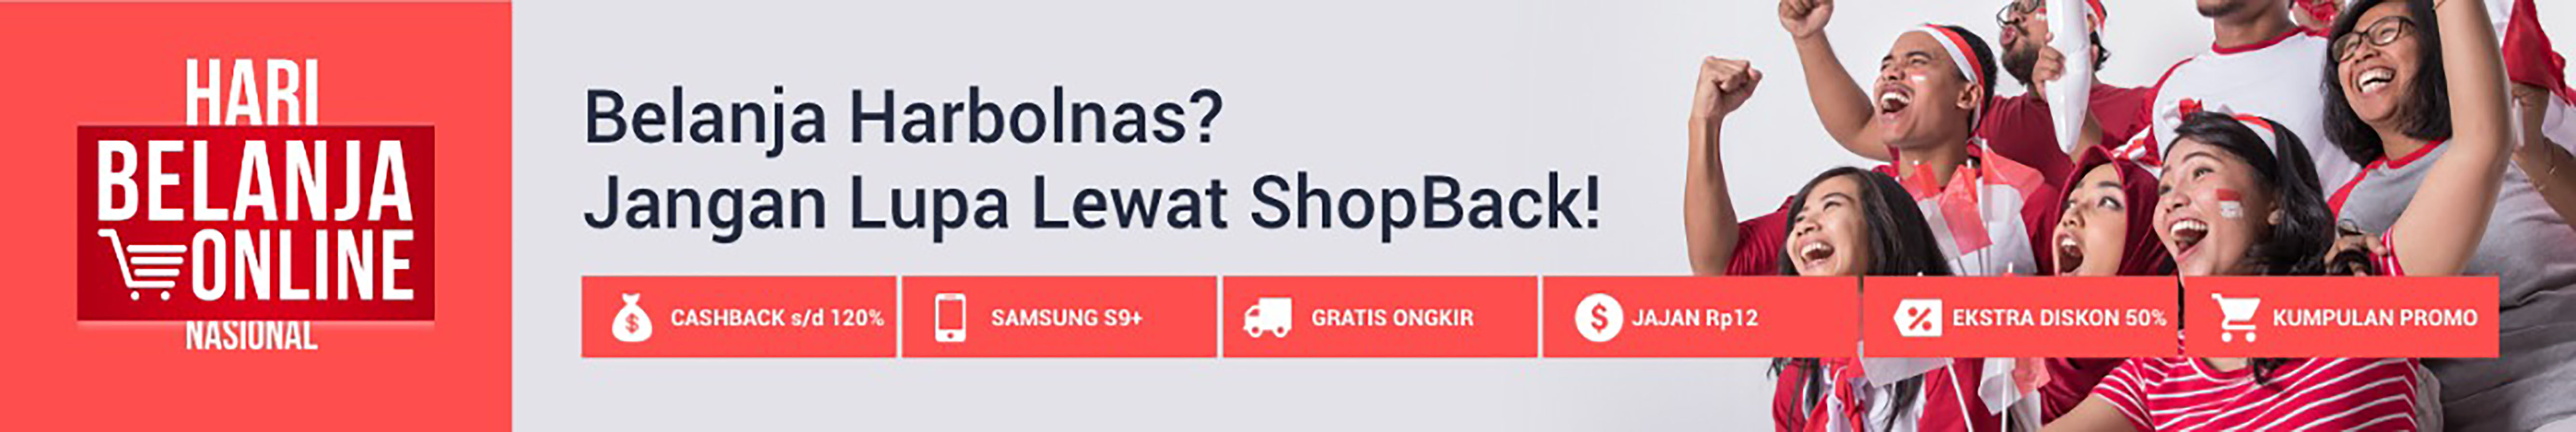 HARI
BELANJA
ONLINE
NASIONAL
Belanja Harbolnas?
Jangan Lupa Lewat ShopBack!
CASHBACK s/d 120%
SAMSUNG S9+
GRATIS ONGKIR
JAJAN Rp12
EKSTRA DISKON 50%
KUMPULAN PROMO